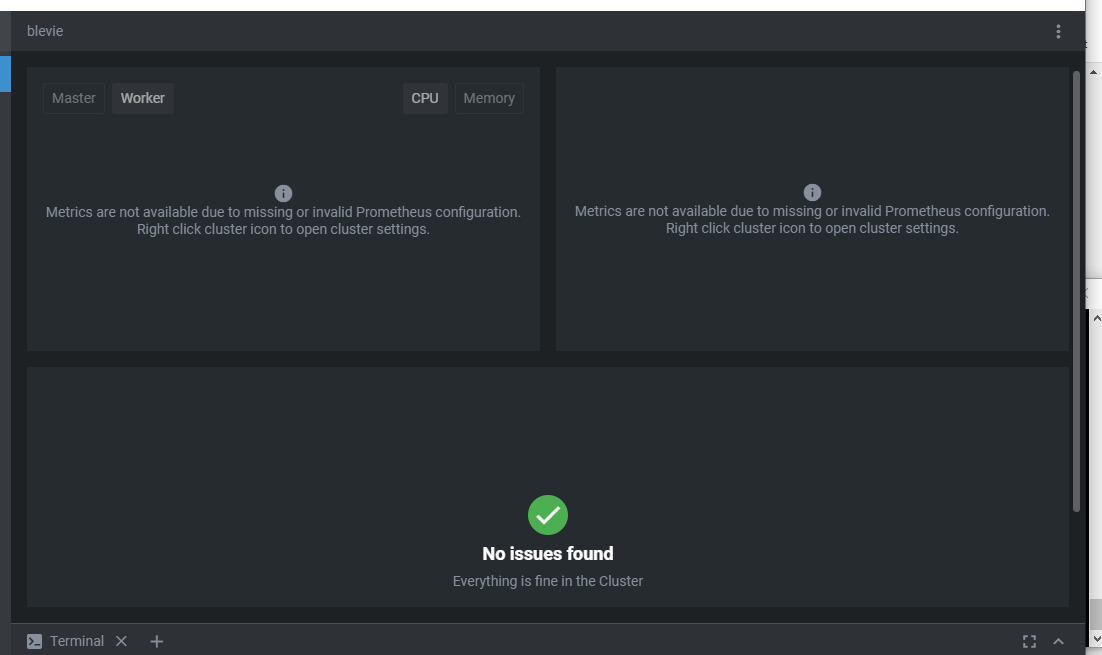 blevie
Master Worker CPU Memory
Metrics are not available due to missing or invalid Prometheus configuration.
Right click cluster icon to open cluster settings.
Metrics are not available due to missing or invalid Prometheus configuration.
Right click cluster icon to open cluster settings.
No issues found
Everything is fine in the Cluster
Terminal